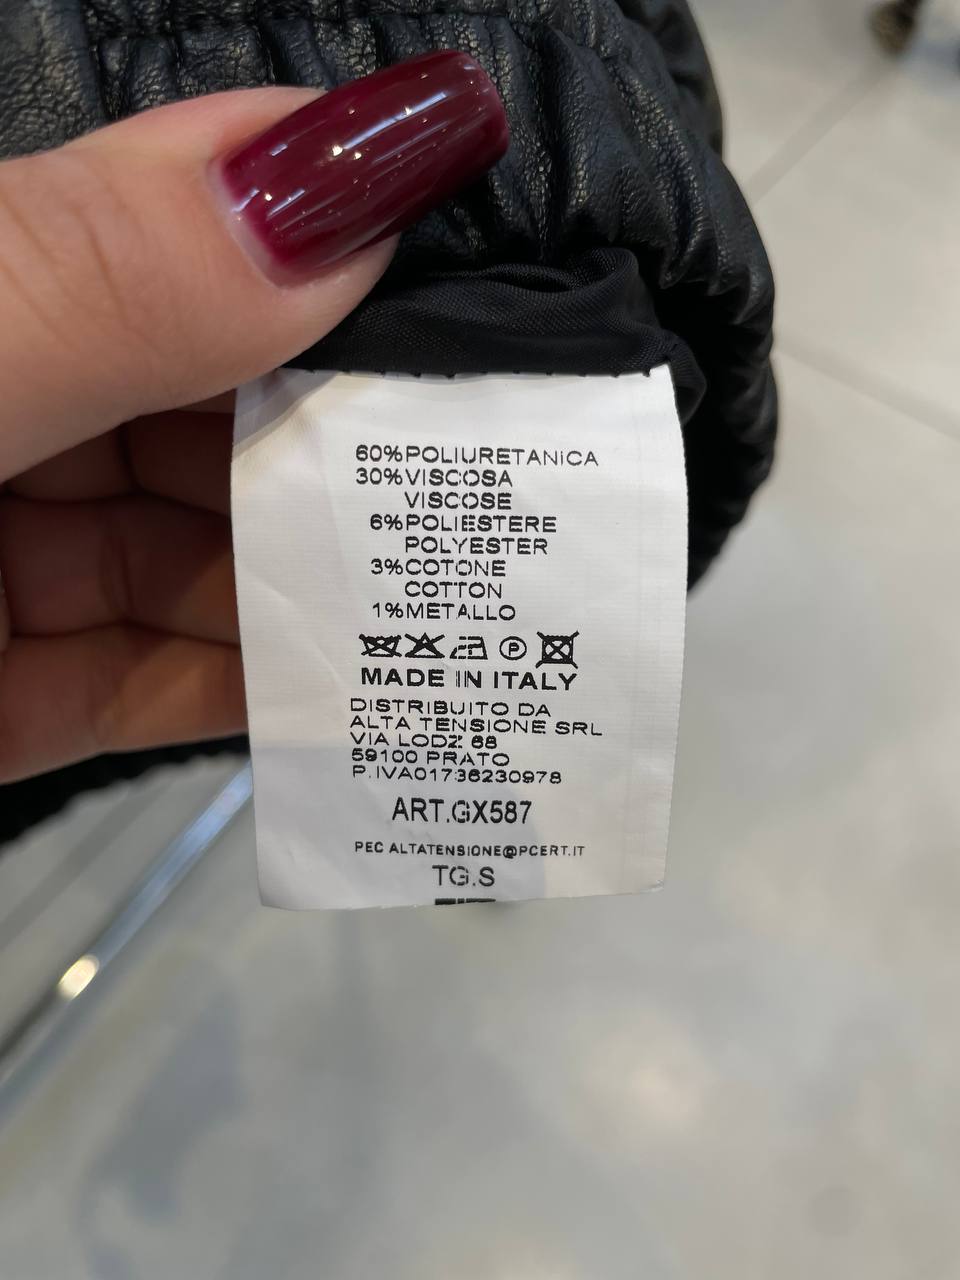 60%POLIURETANiCA
30%VISCOSA
VISCOSE
6%POLIESTERE
POLYESTER
3%COTONE
COTTON
1%METALLO
P
MADE IN ITALY
DISTRIBUITO DA
ALTA TENSIONE SRL
VIA LODZ 68
59100 PRATO
P.IVA01736230978
ART.GX587
PEC ALTATENSIONE@PCERT.IT
TG.S